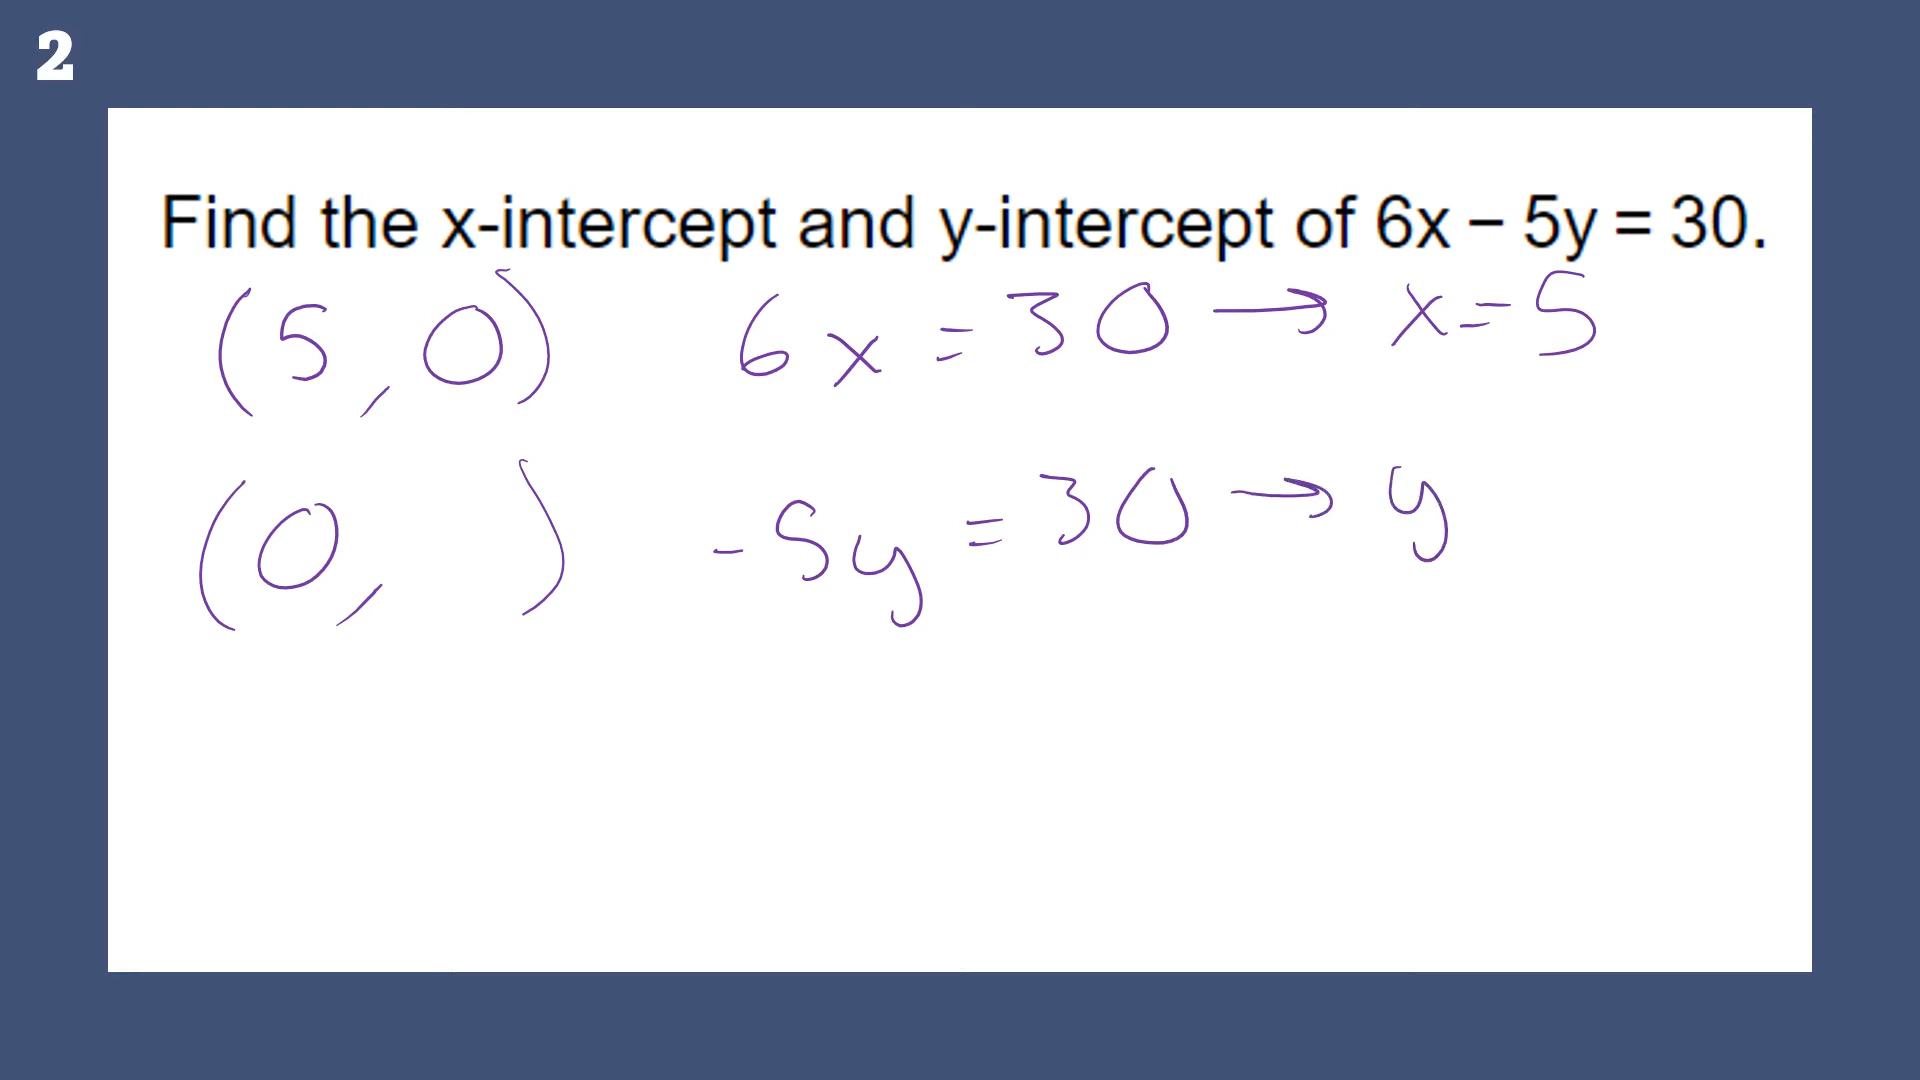 2
Find the x-intercept and y-intercept of 6x − 5y = 30.
(5, 0) 6x = 30 → x = 5
(0, ) -5y = 30 → y